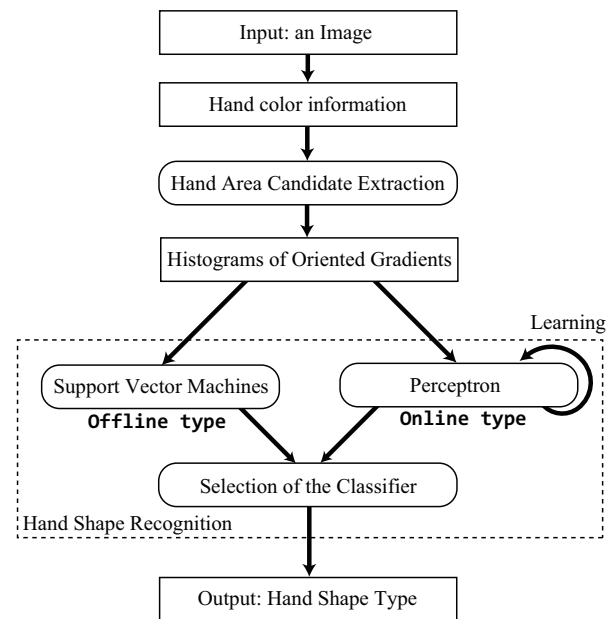 Input: an Image
Hand color information
Hand Area Candidate Extraction
Histograms of Oriented Gradients
Learning
Support Vector Machines
Perceptron
Offline type
Online type
Selection of the Classifier
Hand Shape Recognition
Output: Hand Shape Type